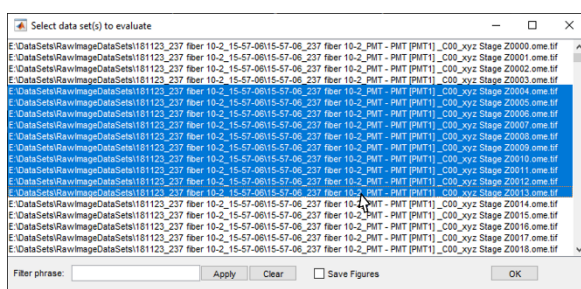 Select data set(s) to evaluate
E:\DataSets\RawImageDataSets\181123_237 fiber 10-2_15-57-06\15-57-06_237 fiber 10-2_PMT - PMT [PMT1] _C00_xyz Stage Z0000.ome.tif
E:\DataSets\RawImageDataSets\181123_237 fiber 10-2_15-57-06\15-57-06_237 fiber 10-2_PMT - PMT [PMT1] _C00_xyz Stage Z0001.ome.tif
E:\DataSets\RawImageDataSets\181123_237 fiber 10-2_15-57-06\15-57-06_237 fiber 10-2_PMT - PMT [PMT1] _C00_xyz Stage Z0002.ome.tif
E:\DataSets\RawImageDataSets\181123_237 fiber 10-2_15-57-06\15-57-06_237 fiber 10-2_PMT - PMT [PMT1] _C00_xyz Stage Z0003.ome.tif
E:\DataSets\RawImageDataSets\181123_237 fiber 10-2_15-57-06\15-57-06_237 fiber 10-2_PMT - PMT [PMT1] _C00_xyz Stage Z0004.ome.tif
E:\DataSets\RawImageDataSets\181123_237 fiber 10-2_15-57-06\15-57-06_237 fiber 10-2_PMT - PMT [PMT1] _C00_xyz Stage Z0005.ome.tif
E:\DataSets\RawImageDataSets\181123_237 fiber 10-2_15-57-06\15-57-06_237 fiber 10-2_PMT - PMT [PMT1] _C00_xyz Stage Z0006.ome.tif
E:\DataSets\RawImageDataSets\181123_237 fiber 10-2_15-57-06\15-57-06_237 fiber 10-2_PMT - PMT [PMT1] _C00_xyz Stage Z0007.ome.tif
E:\DataSets\RawImageDataSets\181123_237 fiber 10-2_15-57-06\15-57-06_237 fiber 10-2_PMT - PMT [PMT1] _C00_xyz Stage Z0008.ome.tif
E:\DataSets\RawImageDataSets\181123_237 fiber 10-2_15-57-06\15-57-06_237 fiber 10-2_PMT - PMT [PMT1] _C00_xyz Stage Z0009.ome.tif
E:\DataSets\RawImageDataSets\181123_237 fiber 10-2_15-57-06\15-57-06_237 fiber 10-2_PMT - PMT [PMT1] _C00_xyz Stage Z0010.ome.tif
E:\DataSets\RawImageDataSets\181123_237 fiber 10-2_15-57-06\15-57-06_237 fiber 10-2_PMT - PMT [PMT1] _C00_xyz Stage Z0011.ome.tif
E:\DataSets\RawImageDataSets\181123_237 fiber 10-2_15-57-06\15-57-06_237 fiber 10-2_PMT - PMT [PMT1] _C00_xyz Stage Z0012.ome.tif
E:\DataSets\RawImageDataSets\181123_237 fiber 10-2_15-57-06\15-57-06_237 fiber 10-2_PMT - PMT [PMT1] _C00_xyz Stage Z0013.ome.tif
E:\DataSets\RawImageDataSets\181123_237 fiber 10-2_15-57-06\15-57-06_237 fiber 10-2_PMT - PMT [PMT1] _C00_xyz Stage Z0014.ome.tif
E:\DataSets\RawImageDataSets\181123_237 fiber 10-2_15-57-06\15-57-06_237 fiber 10-2_PMT - PMT [PMT1] _C00_xyz Stage Z0015.ome.tif
E:\DataSets\RawImageDataSets\181123_237 fiber 10-2_15-57-06\15-57-06_237 fiber 10-2_PMT - PMT [PMT1] _C00_xyz Stage Z0016.ome.tif
E:\DataSets\RawImageDataSets\181123_237 fiber 10-2_15-57-06\15-57-06_237 fiber 10-2_PMT - PMT [PMT1] _C00_xyz Stage Z0017.ome.tif
E:\DataSets\RawImageDataSets\181123_237 fiber 10-2_15-57-06\15-57-06_237 fiber 10-2_PMT - PMT [PMT1] _C00_xyz Stage Z0018.ome.tif
Filter phrase: Apply Clear Save Figures OK